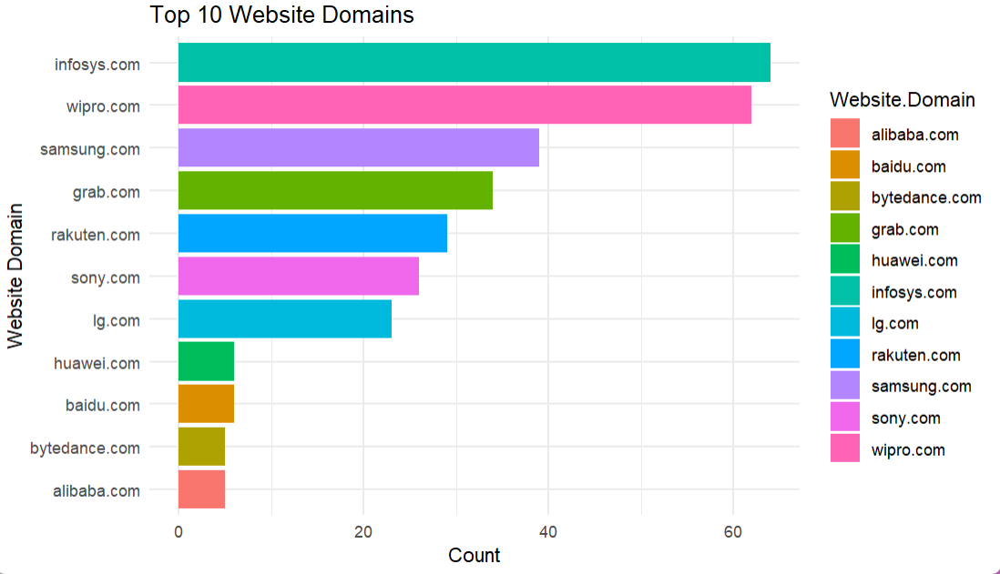 Top 10 Website Domains
Website Domain
infosys.com
wipro.com
samsung.com
grab.com
rakuten.com
sony.com
lg.com
huawei.com
baidu.com
bytedance.com
alibaba.com
0 20 40 60
Count
Website.Domain
alibaba.com
baidu.com
bytedance.com
grab.com
huawei.com
infosys.com
lg.com
rakuten.com
samsung.com
sony.com
wipro.com